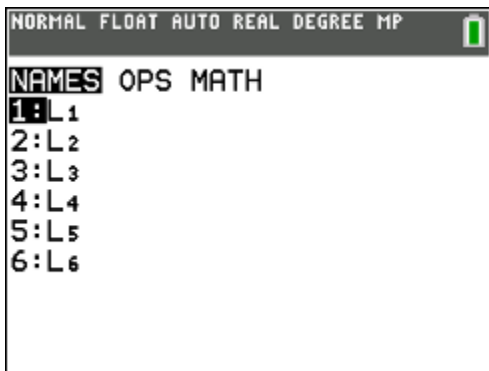 NORMAL FLOAT AUTO REAL DEGREE MP
NAMES OPS MATH
1:L₁
2:L₂
3:L₃
4:L₄
5:L₅
6:L₆